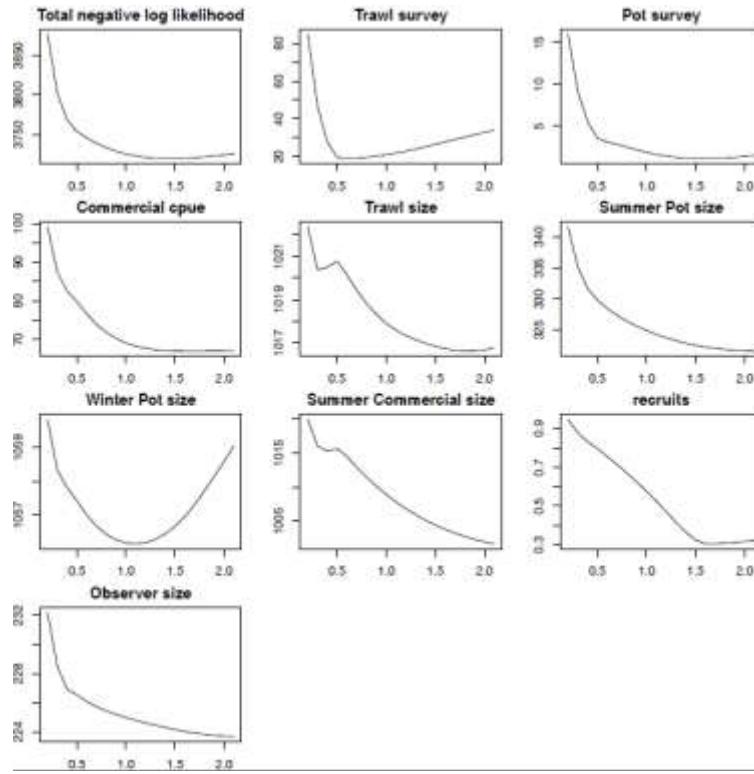 Total negative log likelihood
3850
3800
3750
0.5 1.0 1.5 2.0
Trawl survey
80
60
40
20
0.5 1.0 1.5 2.0
Pot survey
15
5
0.5 1.0 1.5 2.0
Commercial cpue
100
90
80
70
0.5 1.0 1.5 2.0
Trawl size
1021
1019
1017
0.5 1.0 1.5 2.0
Summer Pot size
340
335
330
325
0.5 1.0 1.5 2.0
Winter Pot size
1069
1067
0.5 1.0 1.5 2.0
Summer Commercial size
1015
1005
0.5 1.0 1.5 2.0
recruits
0.9
0.7
0.5
0.3
0.5 1.0 1.5 2.0
Observer size
232
228
224
0.5 1.0 1.5 2.0